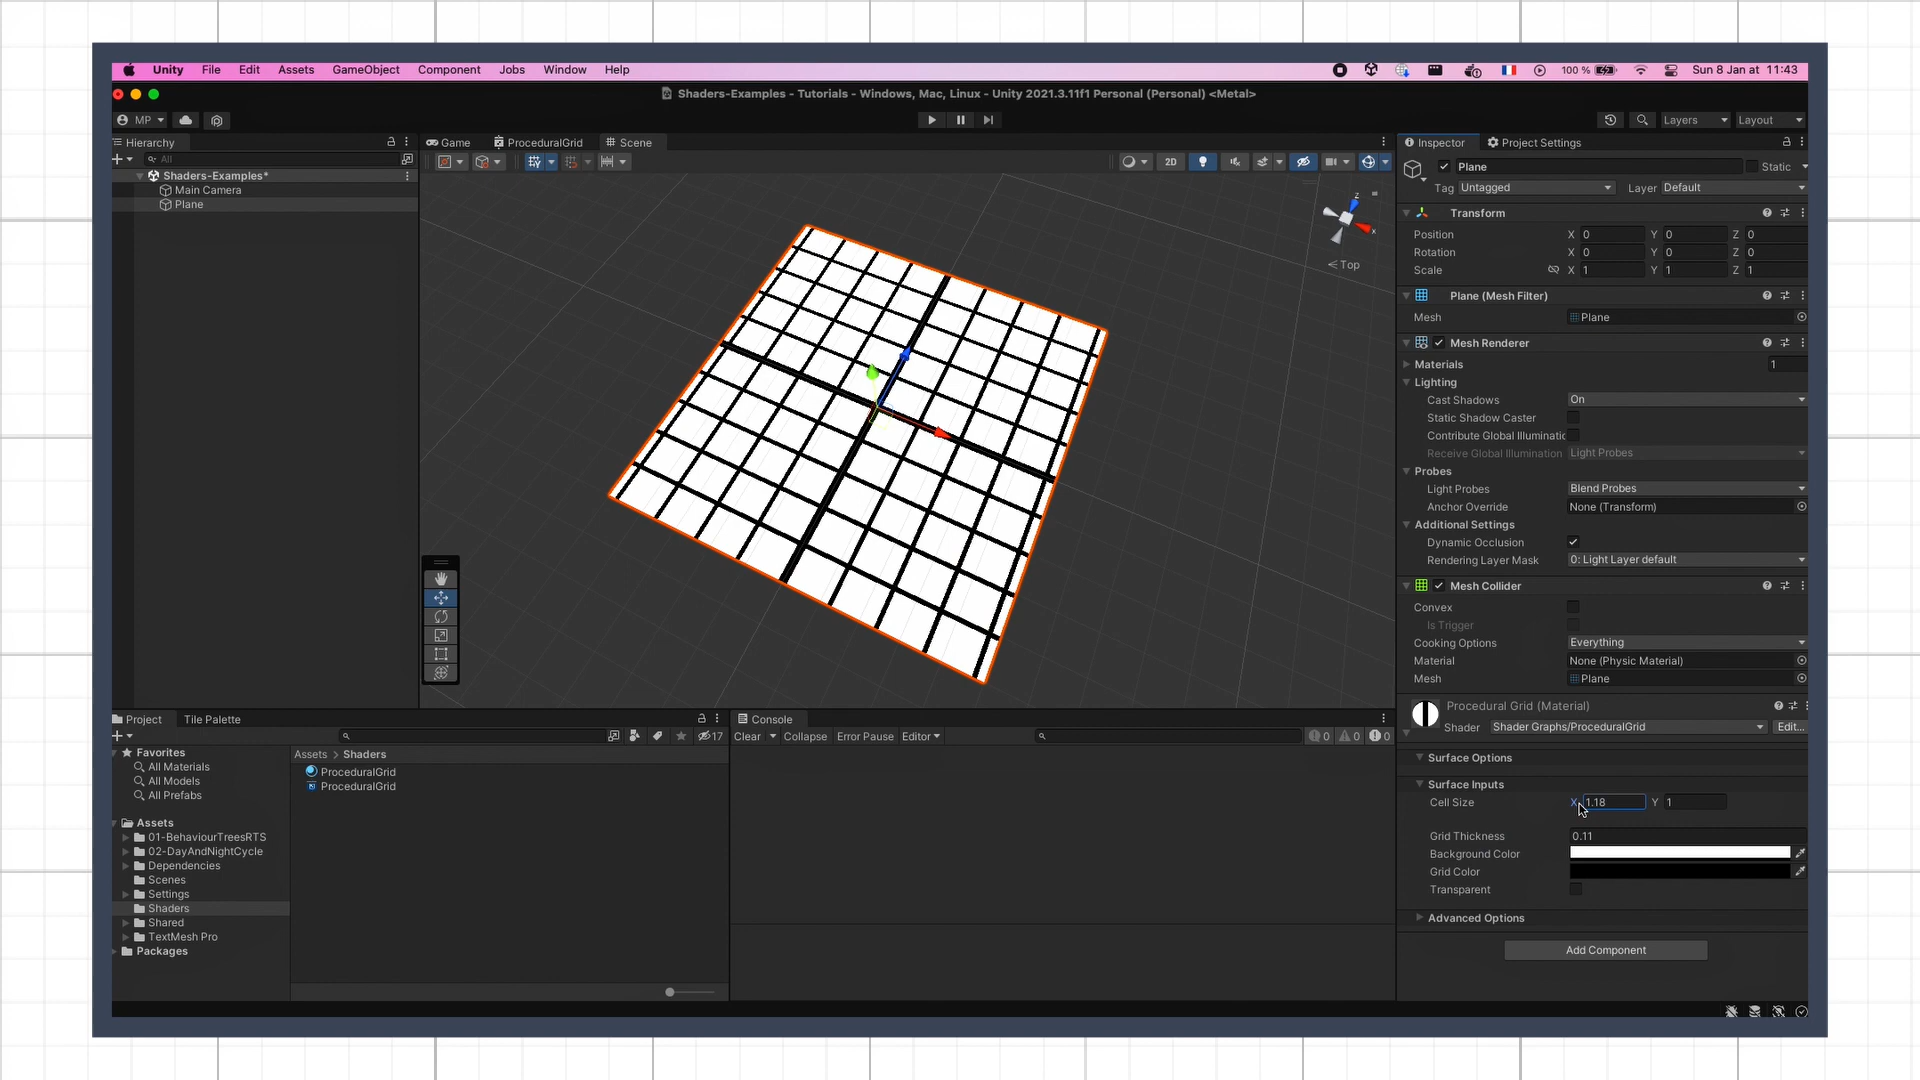 Unity File Edit Assets GameObject Component Jobs Window Help 100 % Sun 8 Jan at 11:43
Shaders-Examples - Tutorials - Windows, Mac, Linux - Unity 2021.3.11f1 Personal (Personal) <Metal>
MP Layers Layout
Hierarchy
All
Shaders-Examples*
Main Camera
Plane
Game ProceduralGrid Scene
2D
z
x
< Top
Inspector Project Settings
Plane Static
Tag Untagged Layer Default
Transform
Position X 0 Y 0 Z 0
Rotation X 0 Y 0 Z 0
Scale X 1 Y 1 Z 1
Plane (Mesh Filter)
Mesh Plane
Mesh Renderer
Materials 1
Lighting
Cast Shadows On
Static Shadow Caster
Contribute Global Illuminatic
Receive Global Illumination Light Probes
Probes
Light Probes Blend Probes
Anchor Override None (Transform)
Additional Settings
Dynamic Occlusion
Rendering Layer Mask 0: Light Layer default
Mesh Collider
Convex
Is Trigger
Cooking Options Everything
Material None (Physic Material)
Mesh Plane
Procedural Grid (Material)
Shader Shader Graphs/ProceduralGrid Edit...
Surface Options
Surface Inputs
Cell Size X 1.18 Y 1
Grid Thickness 0.11
Background Color
Grid Color
Transparent
Advanced Options
Add Component
Project Tile Palette
17
Favorites
All Materials
All Models
All Prefabs
Assets
01-BehaviourTreesRTS
02-DayAndNightCycle
Dependencies
Scenes
Settings
Shaders
Shared
TextMesh Pro
Packages
Assets > Shaders
ProceduralGrid
ProceduralGrid
Console
Clear Collapse Error Pause Editor 0 0 0